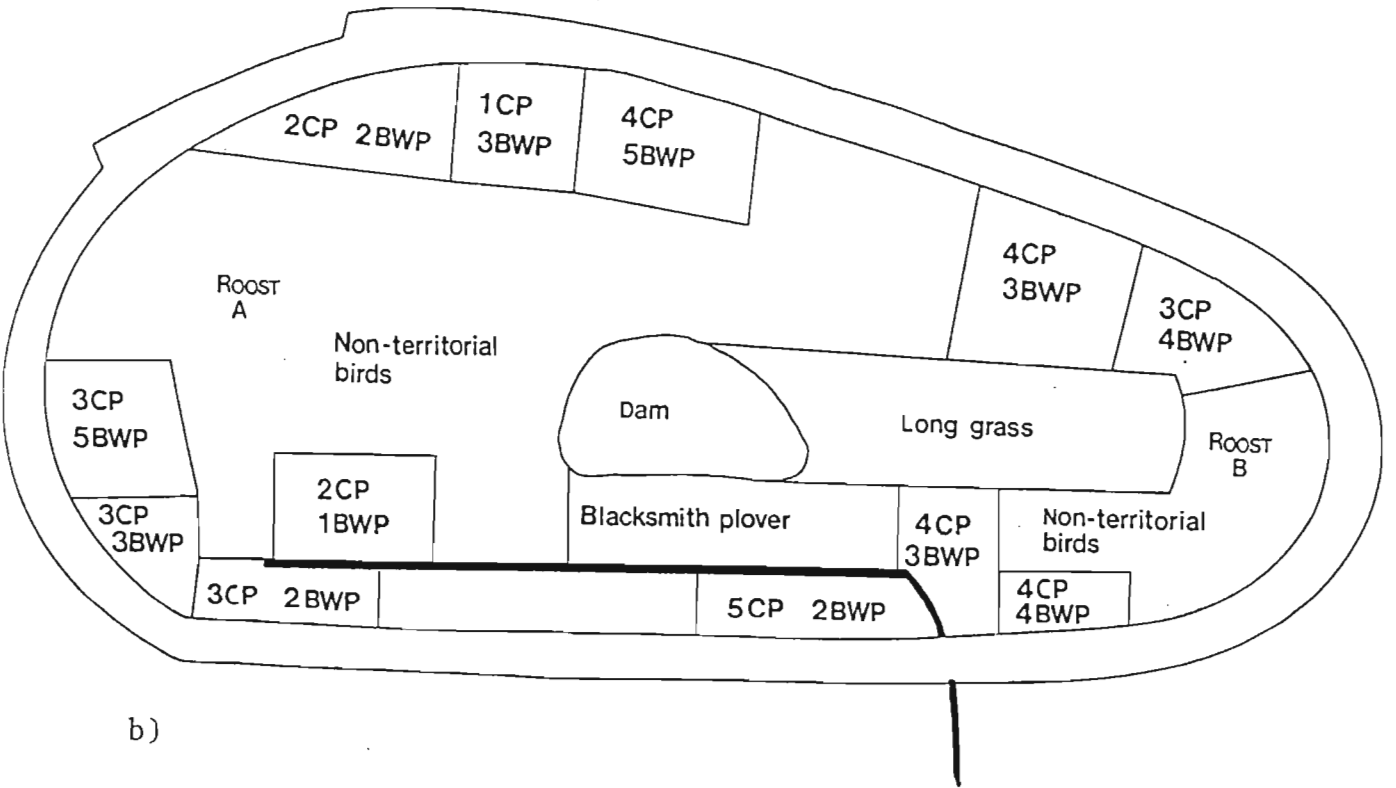 2CP 2BWP
1CP
3BWP
4CP
5BWP
4CP
3BWP
3CP
4BWP
ROOST
A
Non-territorial
birds
3CP
5BWP
Dam
Long grass
ROOST
B
2CP
1BWP
Blacksmith plover
4CP
3BWP
Non-territorial
birds
3CP
3BWP
3CP 2BWP
5CP 2BWP
4CP
4BWP
b)